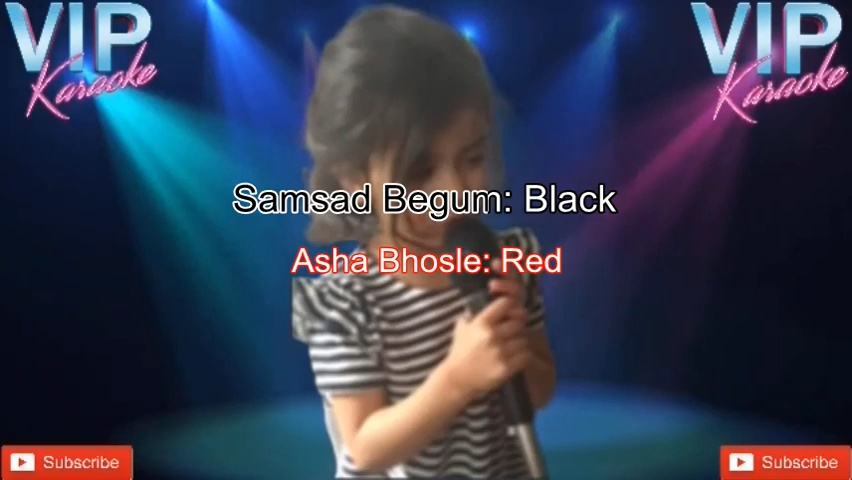 VIP
Karaoke
VIP
Karaoke
Samsad Begum: Black
Asha Bhosle: Red
Subscribe
Subscribe